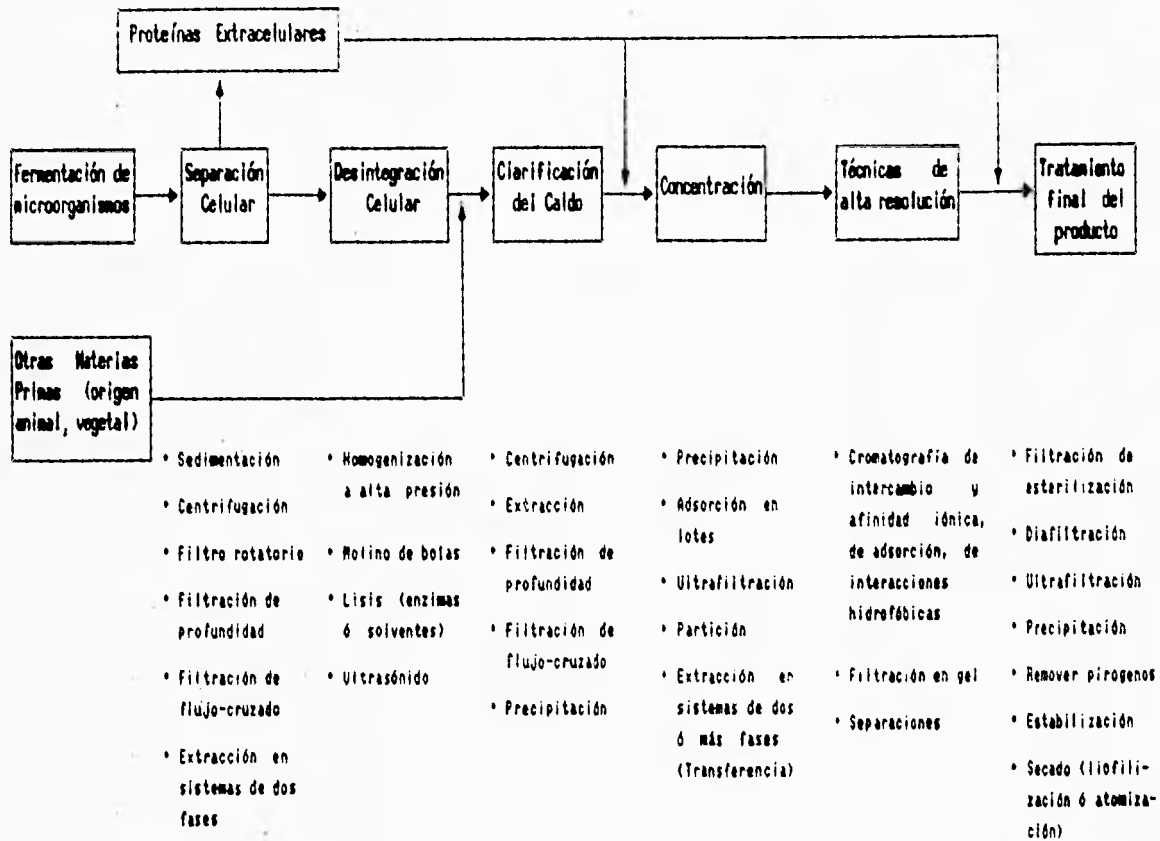 Proteínas Extracelulares
Fermentación de
microorganismos
Separación
Celular
Desintegración
Celular
Clarificación
del Caldo
Concentración
Técnicas de
alta resolución
Tratamiento
final del
producto
Otras Materias
Primas (origen
animal, vegetal)
* Sedimentación
* Centrifugación
* Filtro rotatorio
* Filtración de
profundidad
* Filtración de
flujo-cruzado
* Extracción en
sistemas de dos
fases
* Homogenización
a alta presión
* Molino de bolas
* Lisis (enzimas
ó solventes)
* Ultrasónido
* Centrifugación
* Extracción
* Filtración de
profundidad
* Filtración de
flujo-cruzado
* Precipitación
* Precipitación
* Adsorción en
lotes
* Ultrafiltración
* Partición
* Extracción en
sistemas de dos
ó más fases
(Transferencia)
* Cromatografía de
intercambio y
afinidad iónica,
de adsorción, de
interacciones
hidrofóbicas
* Filtración en gel
* Separaciones
* Filtración de
esterilización
* Diafiltración
* Ultrafiltración
* Precipitación
* Remover pirogenos
* Estabilización
* Secado (liofili-
zación ó atomiza-
ción)